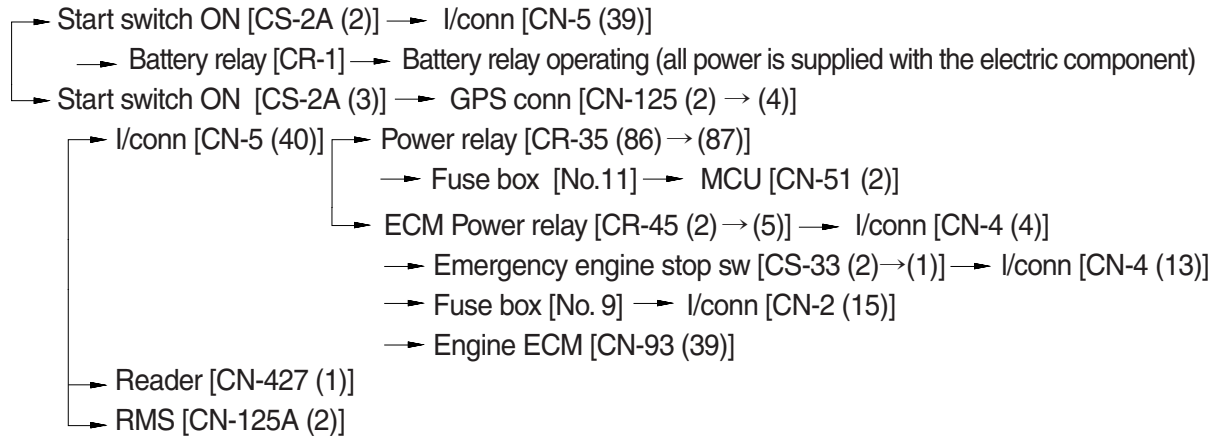 Start switch ON [CS-2A (2)] → I/conn [CN-5 (39)]
→ Battery relay [CR-1] → Battery relay operating (all power is supplied with the electric component)
Start switch ON [CS-2A (3)] → GPS conn [CN-125 (2) → (4)]
→ I/conn [CN-5 (40)] → Power relay [CR-35 (86) → (87)]
→ Fuse box [No.11] → MCU [CN-51 (2)]
→ ECM Power relay [CR-45 (2) → (5)] → I/conn [CN-4 (4)]
→ Emergency engine stop sw [CS-33 (2)→(1)] → I/conn [CN-4 (13)]
→ Fuse box [No. 9] → I/conn [CN-2 (15)]
→ Engine ECM [CN-93 (39)]
→ Reader [CN-427 (1)]
→ RMS [CN-125A (2)]